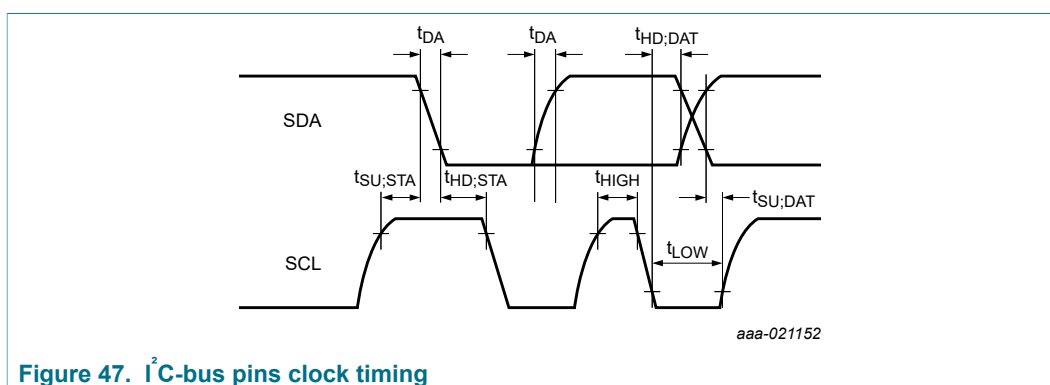 tDA tDA tHD;DAT
SDA
tSU;STA tHD;STA tHIGH tSU;DAT
SCL tLOW
aaa-021152
Figure 47. I²C-bus pins clock timing